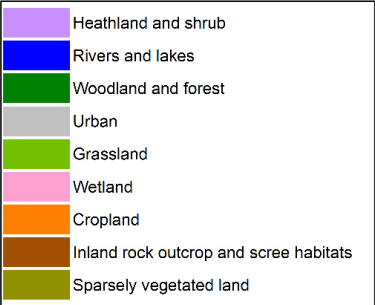 Heathland and shrub
Rivers and lakes
Woodland and forest
Urban
Grassland
Wetland
Cropland
Inland rock outcrop and scree habitats
Sparsely vegetated land